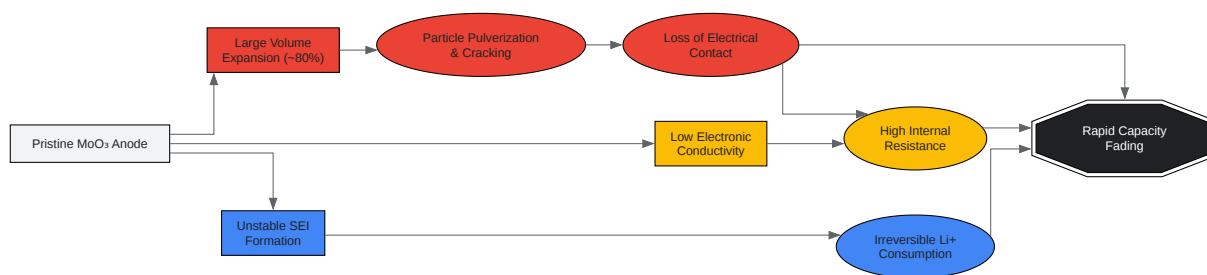 Large Volume
Expansion (~80%)
Particle Pulverization
& Cracking
Loss of Electrical
Contact
Pristine MoO₃ Anode
Low Electronic
Conductivity
High Internal
Resistance
Rapid Capacity
Fading
Unstable SEI
Formation
Irreversible Li+
Consumption